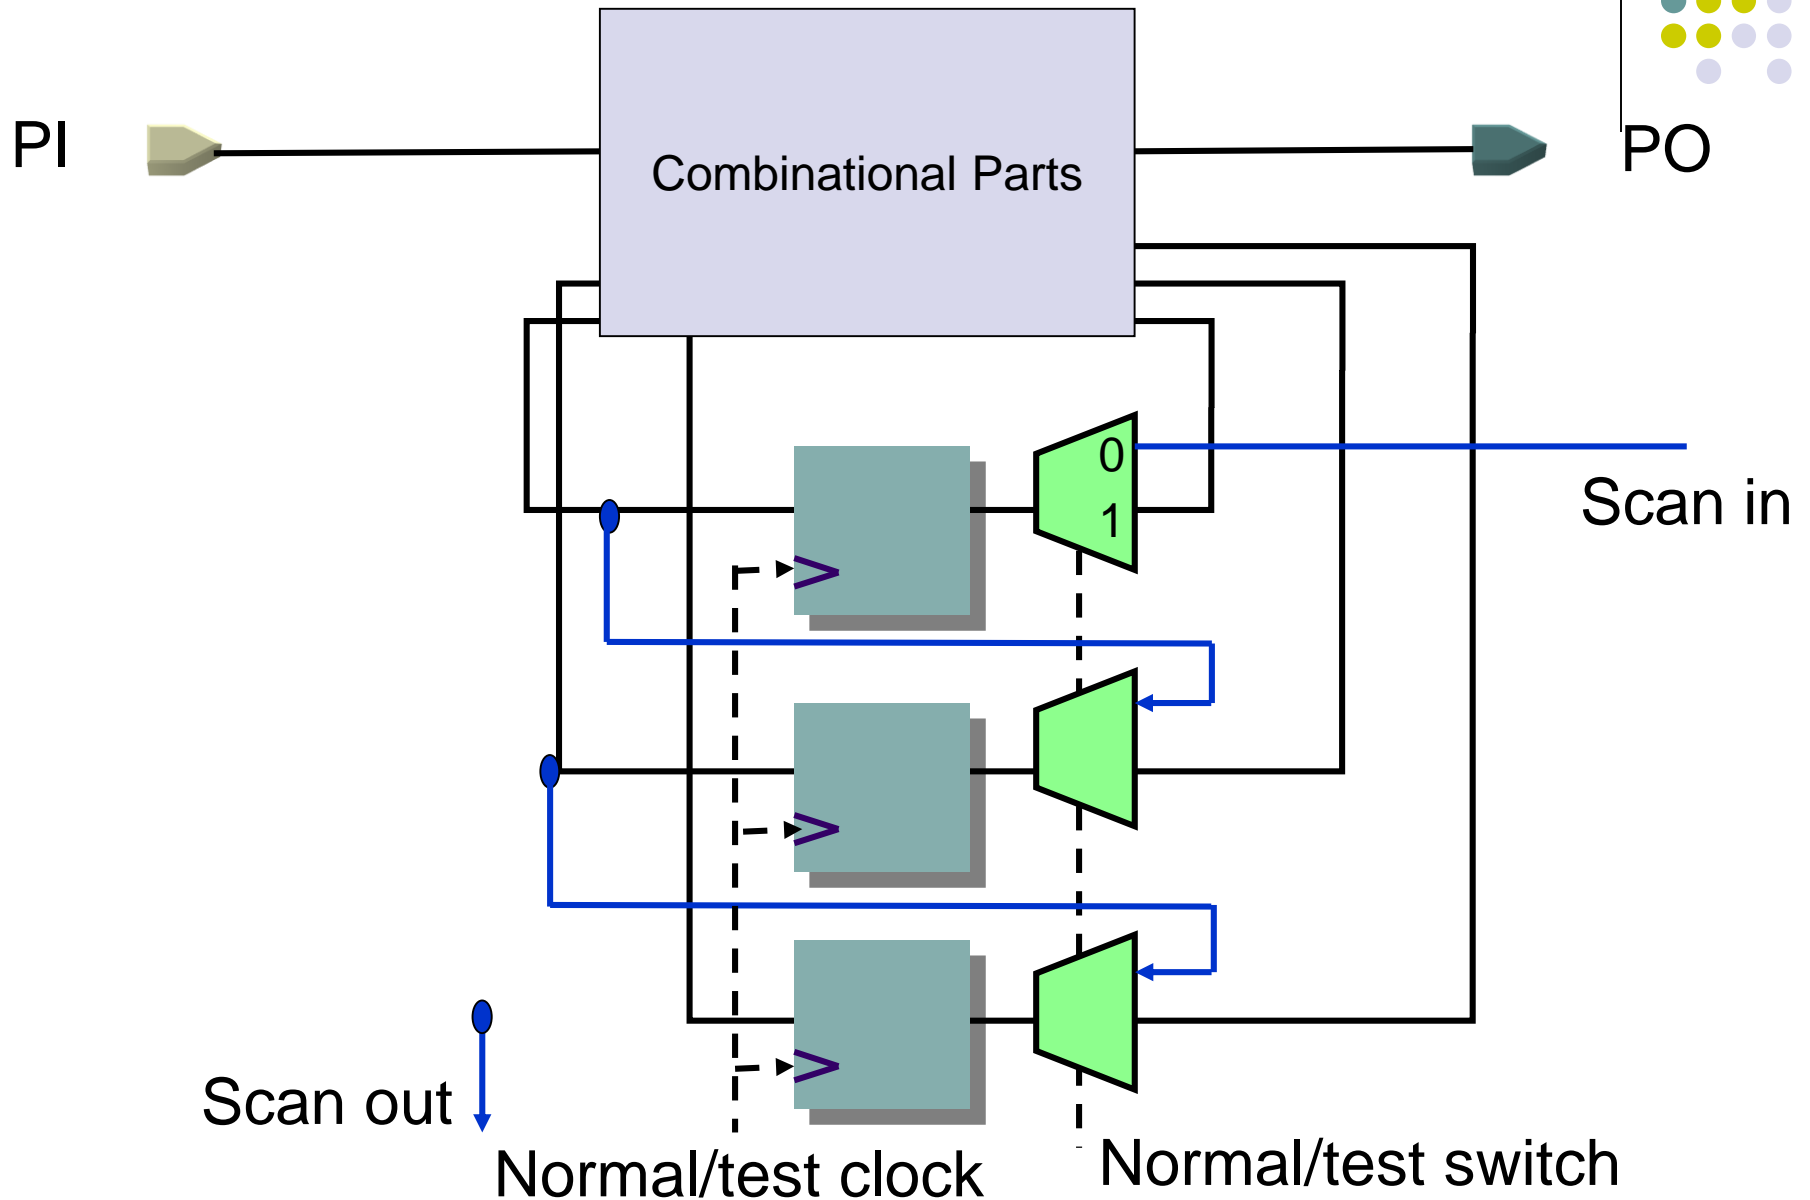 PI
Combinational Parts
PO
0
1
Scan in
Scan out
Normal/test clock
Normal/test switch